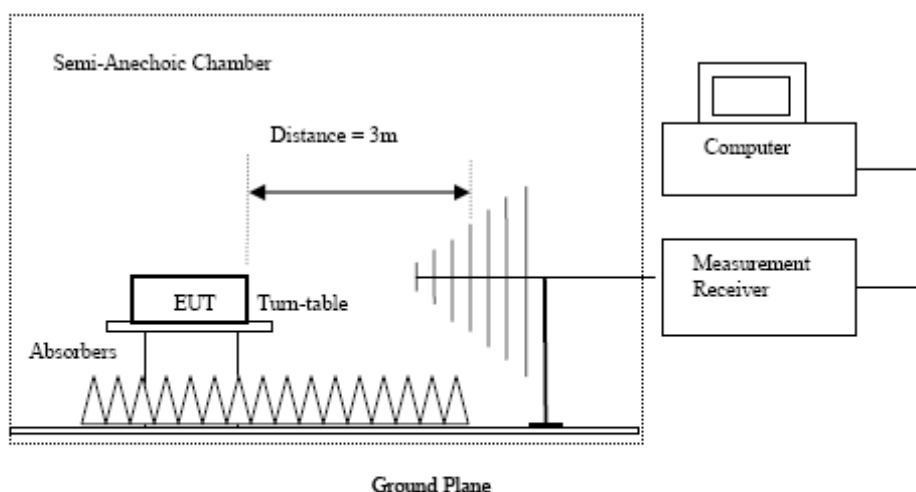 Semi-Anechoic Chamber
Distance = 3m
Computer
Measurement
Receiver
EUT
Turn-table
Absorbers
Ground Plane